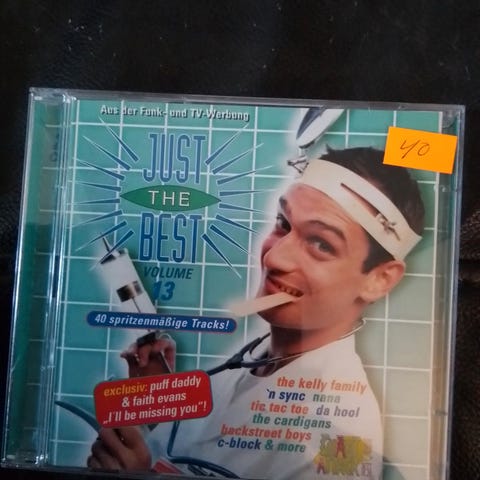 Aus der Funk- und TV-Werbung
40
JUST
THE
BEST
VOLUME
13
40 spritzenmäßige Tracks!
exclusiv: puff daddy
& faith evans
„I'll be missing you"!
the kelly family
'n sync nana
tic tac toe da hool
the cardigans
backstreet boys
c-block & more